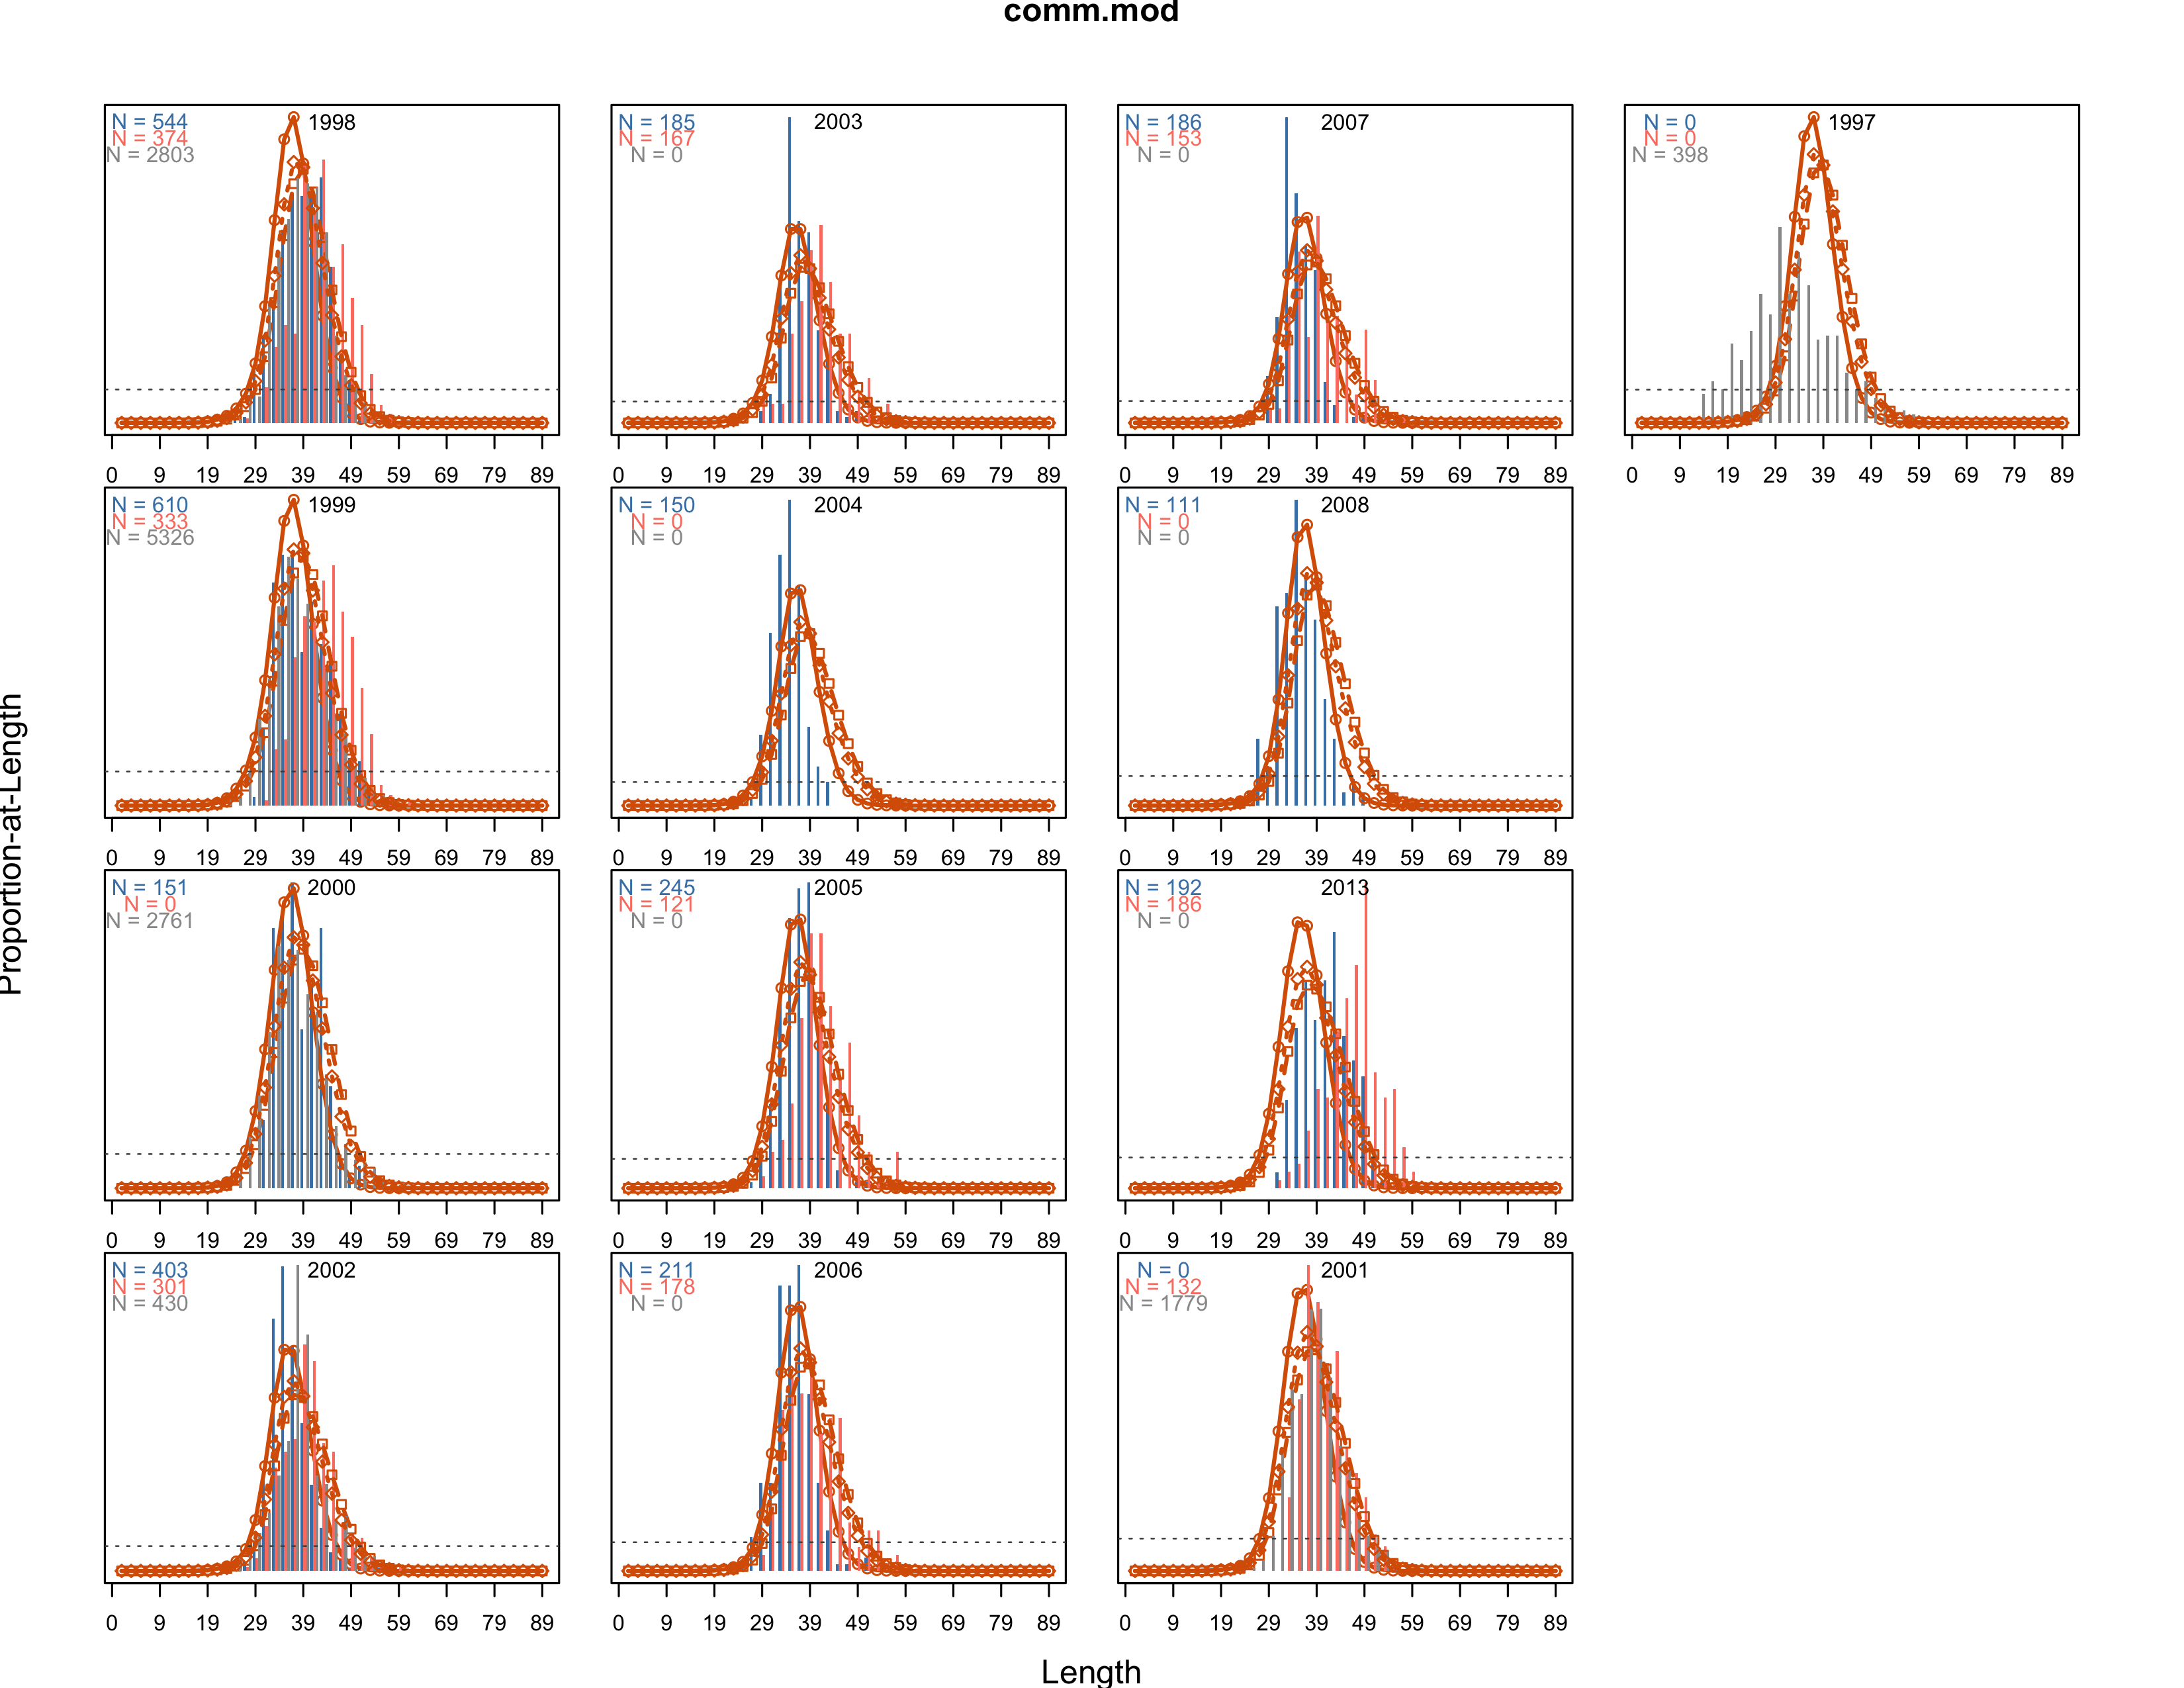 comm.mod
N = 544
N = 374
N = 2803
1998
N = 185
N = 167
N = 0
2003
N = 186
N = 153
N = 0
2007
N = 0
N = 0
N = 398
1997
0 9 19 29 39 49 59 69 79 89
0 9 19 29 39 49 59 69 79 89
0 9 19 29 39 49 59 69 79 89
0 9 19 29 39 49 59 69 79 89
N = 610
N = 333
N = 5326
1999
N = 150
N = 0
N = 0
2004
N = 111
N = 0
N = 0
2008
0 9 19 29 39 49 59 69 79 89
0 9 19 29 39 49 59 69 79 89
0 9 19 29 39 49 59 69 79 89
N = 151
N = 0
N = 2761
2000
N = 245
N = 121
N = 0
2005
N = 192
N = 186
N = 0
2013
0 9 19 29 39 49 59 69 79 89
0 9 19 29 39 49 59 69 79 89
0 9 19 29 39 49 59 69 79 89
N = 403
N = 301
N = 430
2002
N = 211
N = 178
N = 0
2006
N = 0
N = 132
N = 1779
2001
0 9 19 29 39 49 59 69 79 89
0 9 19 29 39 49 59 69 79 89
0 9 19 29 39 49 59 69 79 89
Length
Proportion-at-Length